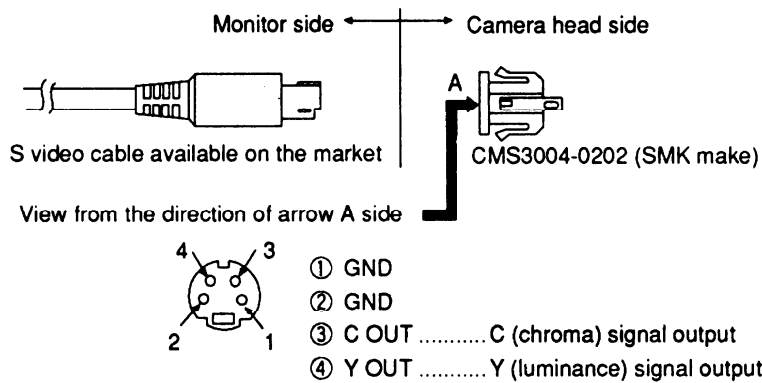 Monitor side
Camera head side
A
S video cable available on the market
CMS3004-0202 (SMK make)
View from the direction of arrow A side
4
3
2
1
① GND
② GND
③ C OUT ........... C (chroma) signal output
④ Y OUT ........... Y (luminance) signal output